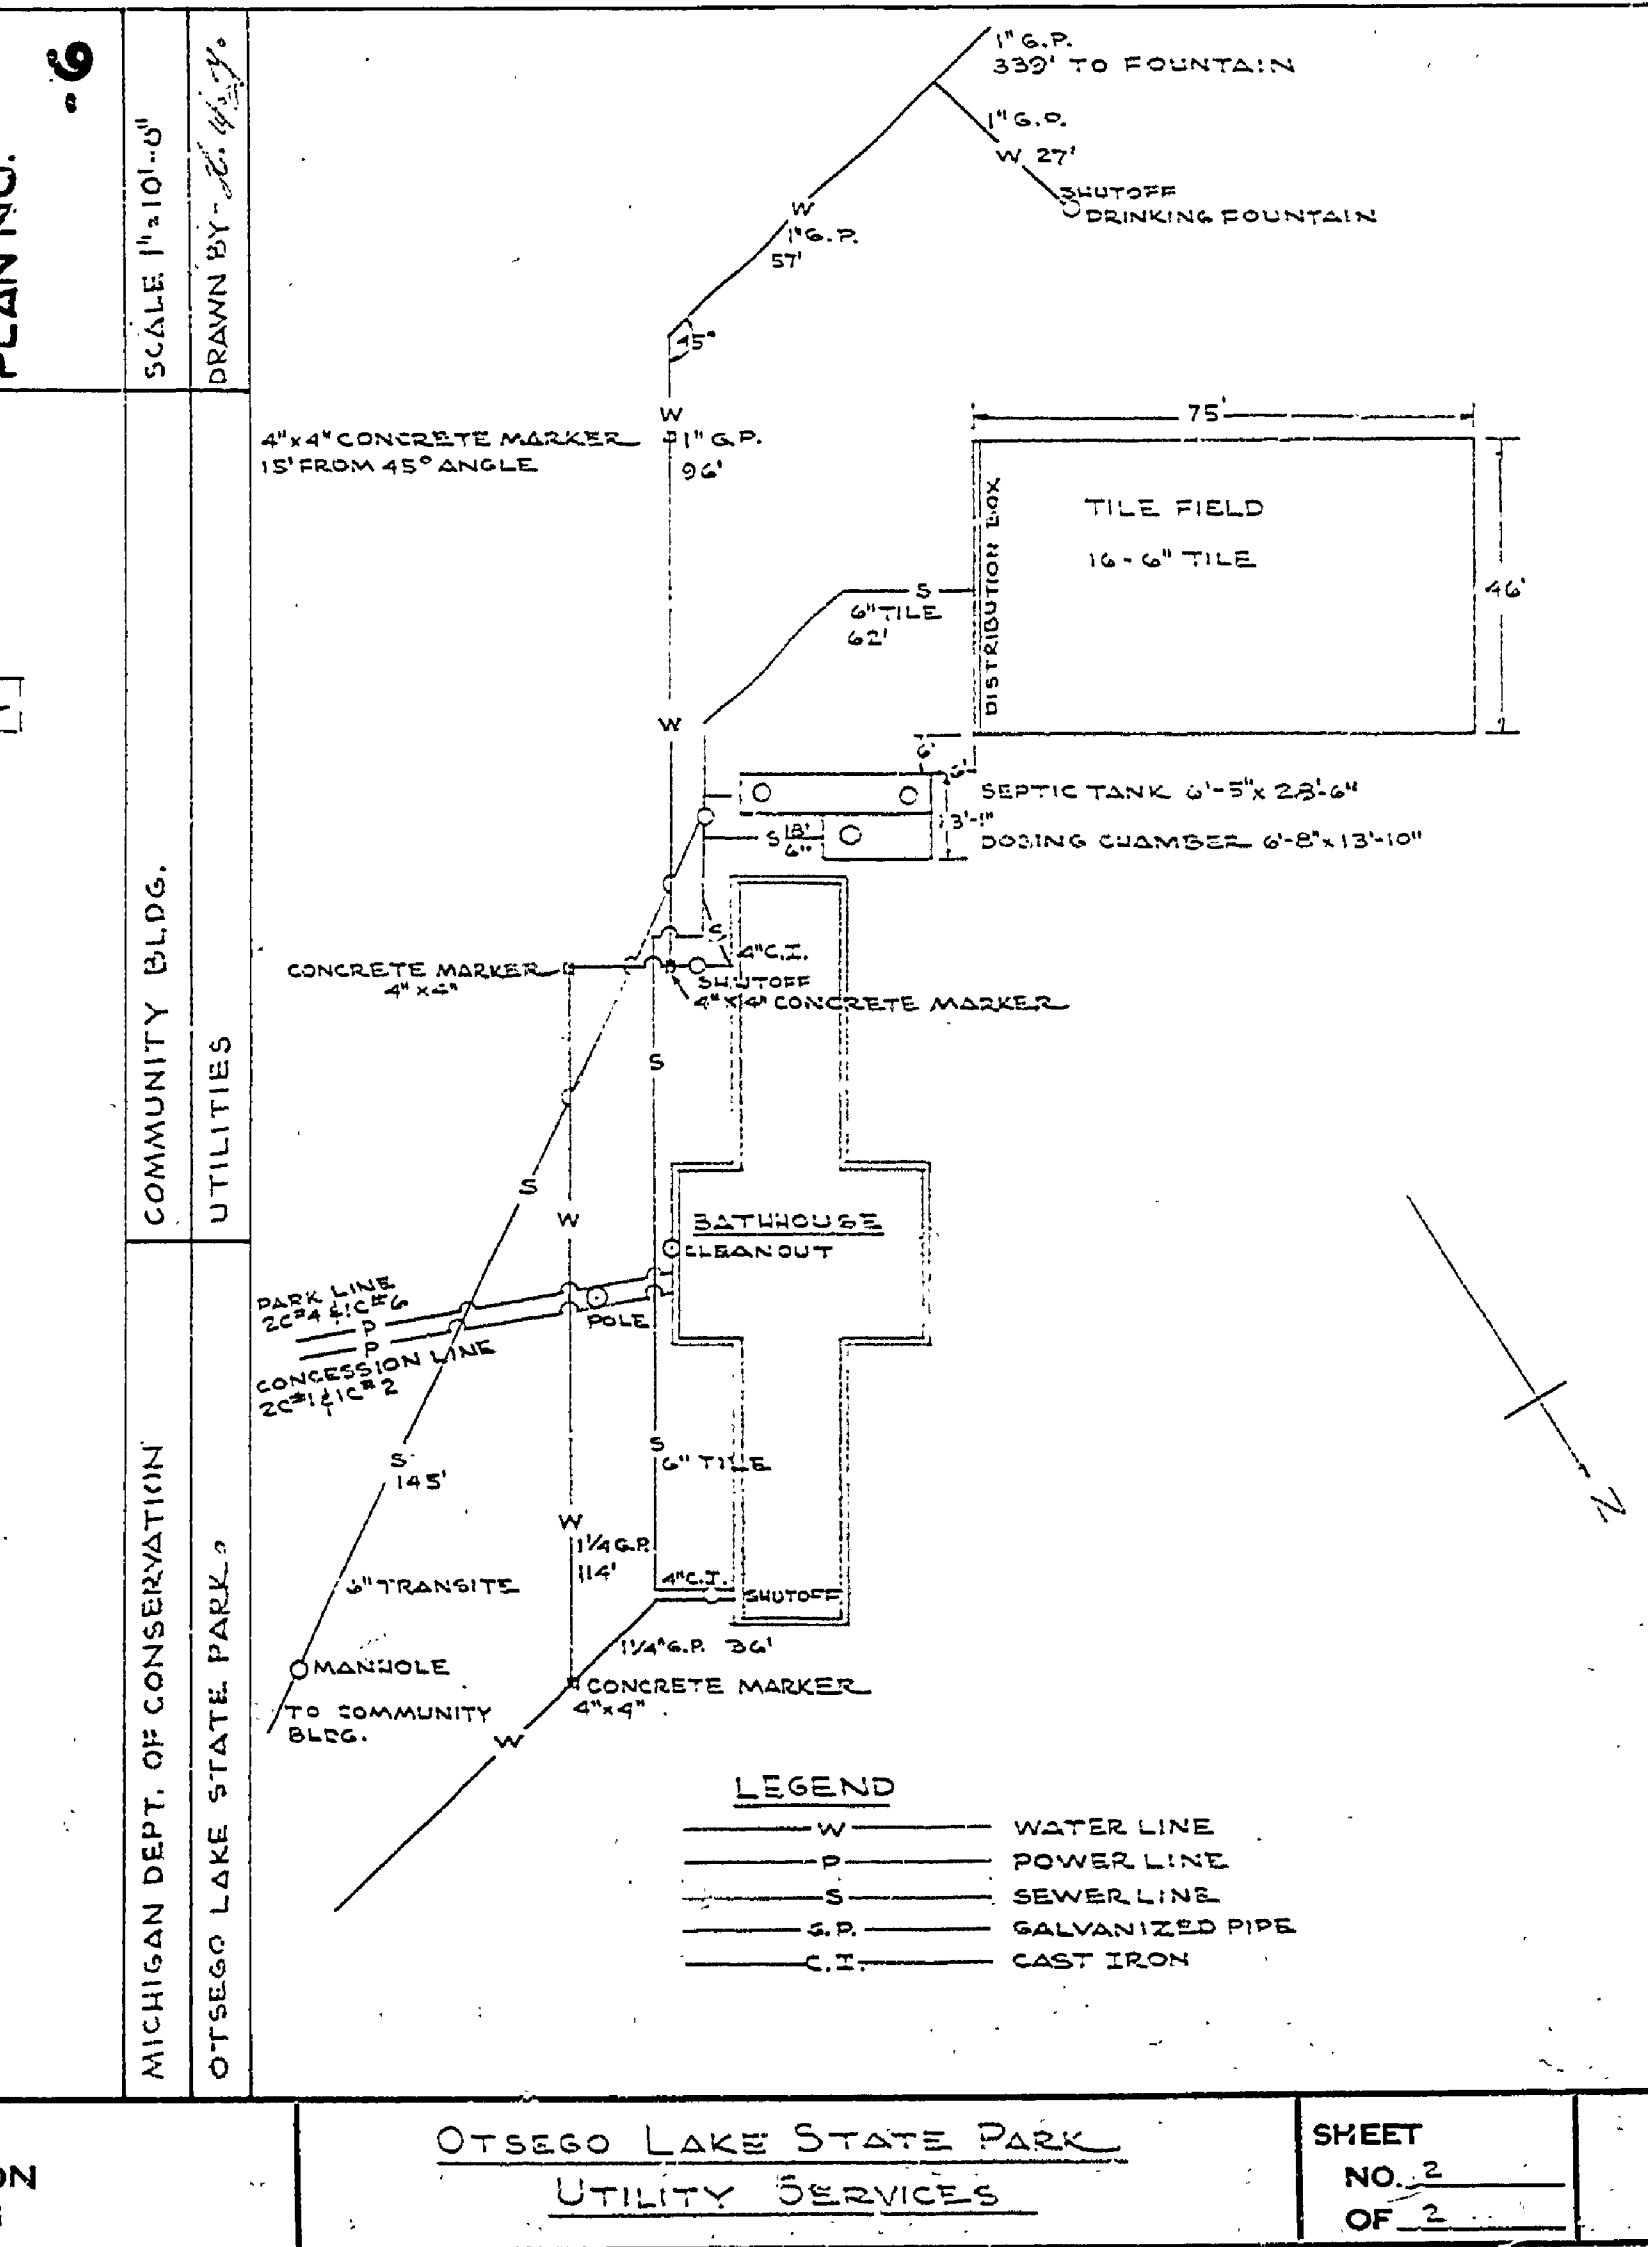 PLAN NO.
-6
SCALE 1"=10'-0"
DRAWN BY-
COMMUNITY BLDG.
UTILITIES
MICHIGAN DEPT. OF CONSERVATION
OTSEGO LAKE STATE PARK.
1" G.P.
339' TO FOUNTAIN
1" G.P.
W 27'
SHUTOFF
DRINKING FOUNTAIN
W
1" G.P.
57'
45°
W
4"x4" CONCRETE MARKER
15' FROM 45° ANGLE
1" G.P.
96'
75'
TILE FIELD
16-6" TILE
DISTRIBUTION BOX
46'
S
6" TILE
62'
W
6'
6'
SEPTIC TANK 6'-5"x 28'-6"
13'-1"
DOSING CHAMBER 6'-8"x13'-10"
S 18'
6"
S
4" C.I.
CONCRETE MARKER
4"x4"
SHUTOFF
4"x4" CONCRETE MARKER
S
S
W
BATHHOUSE
CLEANOUT
PARK LINE
2C#4 & 1C#6
P
POLE
P
CONCESSION LINE
2C#1 & 1C#2
S
6" TILE
S
145'
W
1 1/4 G.P.
114'
6" TRANSITE
4" C.I.
SHUTOFF
1 1/4" G.P. 36'
MANHOLE
CONCRETE MARKER
4"x4"
TO COMMUNITY
BLDG.
W
LEGEND
W WATER LINE
P POWER LINE
S SEWER LINE
G.P. GALVANIZED PIPE
C.I. CAST IRON
N
OTSEGO LAKE STATE PARK
UTILITY SERVICES
SHEET
NO. 2
OF 2